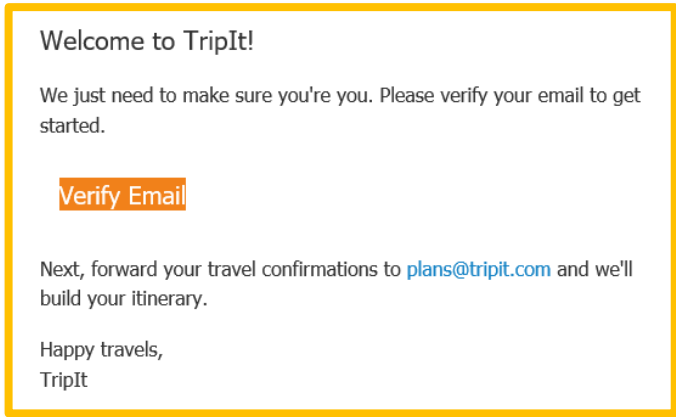 Welcome to TripIt!
We just need to make sure you're you. Please verify your email to get
started.
Verify Email
Next, forward your travel confirmations to plans@tripit.com and we'll
build your itinerary.
Happy travels,
TripIt